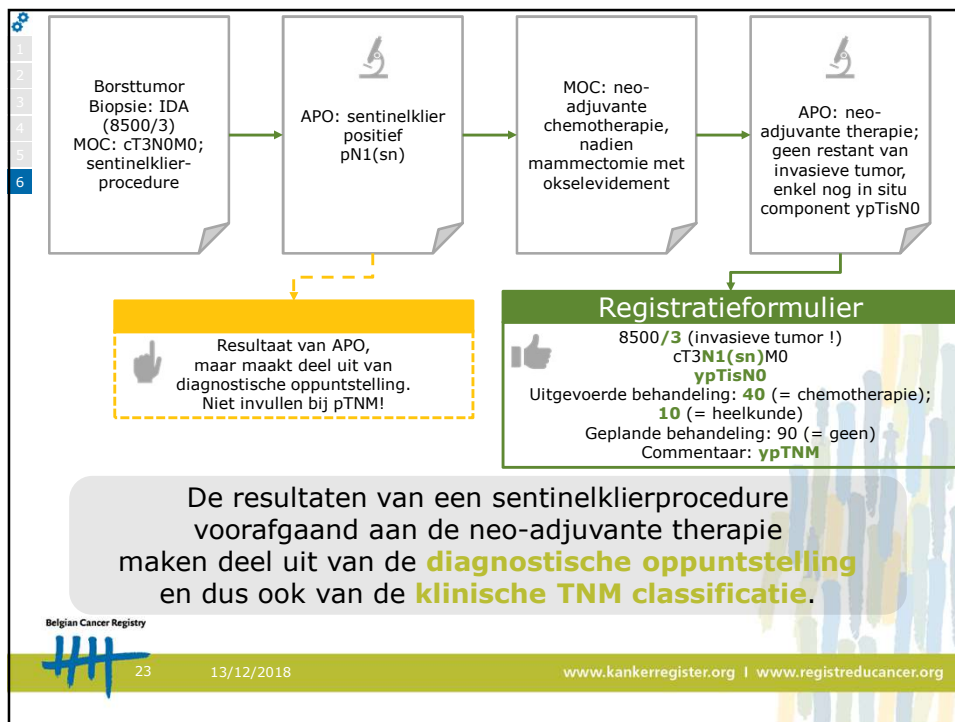 1
2
3
4
5
6
Borsttumor
Biopsie: IDA
(8500/3)
MOC: cT3N0M0;
sentinelklier-
procedure
APO: sentinelklier
positief
pN1(sn)
MOC: neo-
adjuvante
chemotherapie,
nadien
mammectomie met
okselevidement
APO: neo-
adjuvante therapie;
geen restant van
invasieve tumor,
enkel nog in situ
component ypTisN0
Resultaat van APO,
maar maakt deel uit van
diagnostische oppuntstelling.
Niet invullen bij pTNM!
Registratieformulier
8500/3 (invasieve tumor !)
cT3N1(sn)M0
ypTisN0
Uitgevoerde behandeling: 40 (= chemotherapie);
10 (= heelkunde)
Geplande behandeling: 90 (= geen)
Commentaar: ypTNM
De resultaten van een sentinelklierprocedure
voorafgaand aan de neo-adjuvante therapie
maken deel uit van de diagnostische oppuntstelling
en dus ook van de klinische TNM classificatie.
Belgian Cancer Registry
23 13/12/2018 www.kankerregister.org I www.registreducancer.org